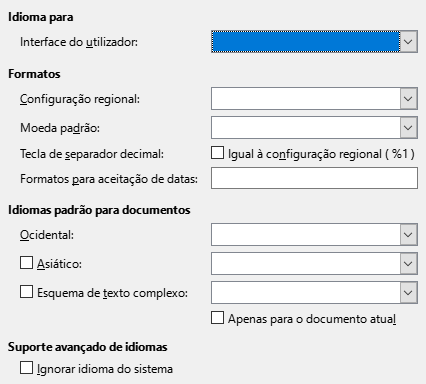 Idioma para
Interface do utilizador:
Formatos
Configuração regional:
Moeda padrão:
Tecla de separador decimal: Igual à configuração regional ( %1 )
Formatos para aceitação de datas:
Idiomas padrão para documentos
Ocidental:
Asiático:
Esquema de texto complexo:
Apenas para o documento atual
Suporte avançado de idiomas
Ignorar idioma do sistema